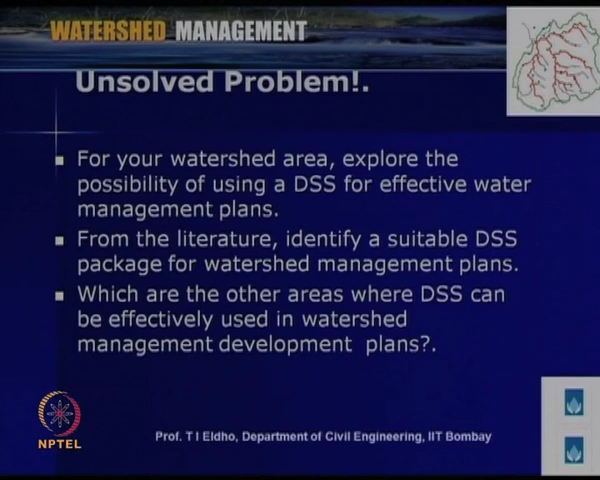 WATERSHED MANAGEMENT
Unsolved Problem!.
For your watershed area, explore the
possibility of using a DSS for effective water
management plans.
From the literature, identify a suitable DSS
package for watershed management plans.
Which are the other areas where DSS can
be effectively used in watershed
management development plans?.
NPTEL
Prof. T I Eldho, Department of Civil Engineering, IIT Bombay